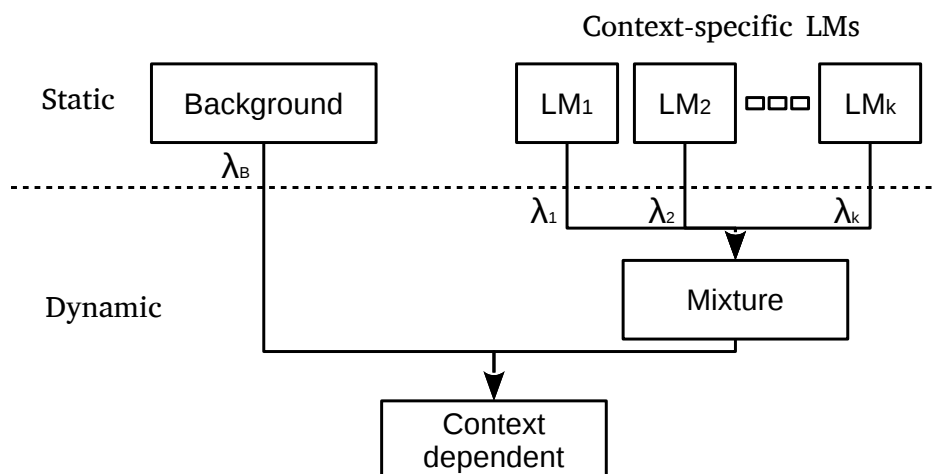 Context-specific LMs
Static
Background
LM1
LM2
LMk
λB
λ1
λ2
λk
Mixture
Dynamic
Context
dependent